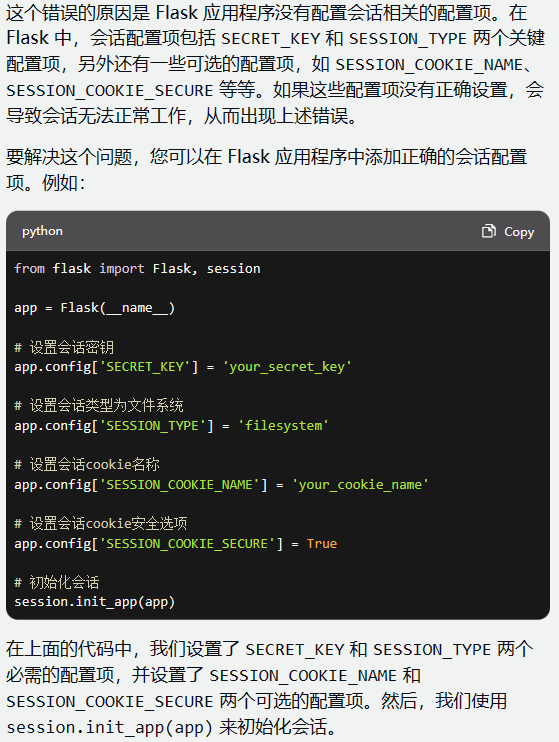 这个错误的原因是 Flask 应用程序没有配置会话相关的配置项。在
Flask 中，会话配置项包括 SECRET_KEY 和 SESSION_TYPE 两个关键
配置项，另外还有一些可选的配置项，如 SESSION_COOKIE_NAME、
SESSION_COOKIE_SECURE 等等。如果这些配置项没有正确设置，会
导致会话无法正常工作，从而出现上述错误。
要解决这个问题，您可以在 Flask 应用程序中添加正确的会话配置
项。例如：
python Copy
from flask import Flask, session
app = Flask(__name__)
# 设置会话密钥
app.config['SECRET_KEY'] = 'your_secret_key'
# 设置会话类型为文件系统
app.config['SESSION_TYPE'] = 'filesystem'
# 设置会话cookie名称
app.config['SESSION_COOKIE_NAME'] = 'your_cookie_name'
# 设置会话cookie安全选项
app.config['SESSION_COOKIE_SECURE'] = True
# 初始化会话
session.init_app(app)
在上面的代码中，我们设置了 SECRET_KEY 和 SESSION_TYPE 两个
必需的配置项，并设置了 SESSION_COOKIE_NAME 和
SESSION_COOKIE_SECURE 两个可选的配置项。然后，我们使用
session.init_app(app) 来初始化会话。